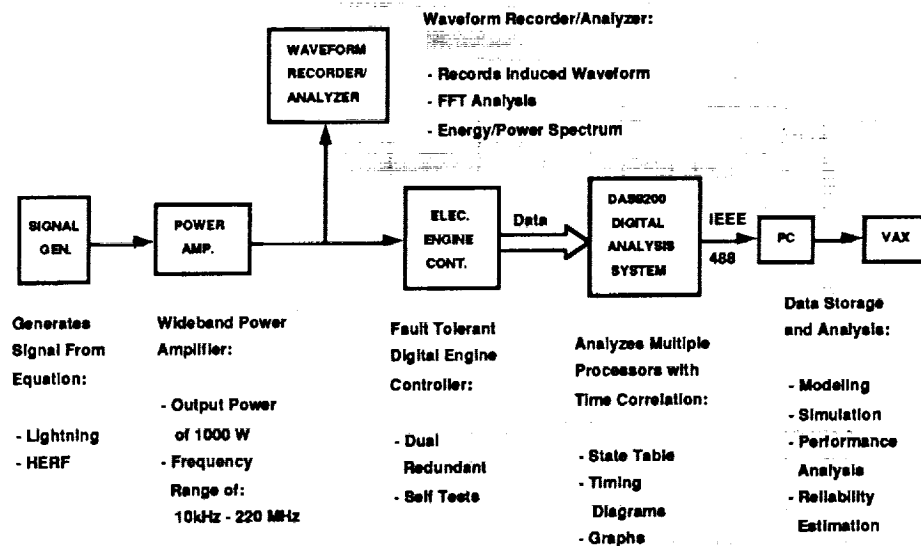 Waveform Recorder/Analyzer:
- Records Induced Waveform
- FFT Analysis
- Energy/Power Spectrum
WAVEFORM
RECORDER/
ANALYZER
SIGNAL
GEN.
POWER
AMP.
ELEC.
ENGINE
CONT.
Data
DAS9200
DIGITAL
ANALYSIS
SYSTEM
IEEE
488
PC
VAX
Generates
Signal From
Equation:
- Lightning
- HERF
Wideband Power
Amplifier:
- Output Power
of 1000 W
- Frequency
Range of:
10kHz - 220 MHz
Fault Tolerant
Digital Engine
Controller:
- Dual
Redundant
- Self Tests
Analyzes Multiple
Processors with
Time Correlation:
- State Table
- Timing
Diagrams
- Graphs
Data Storage
and Analysis:
- Modeling
- Simulation
- Performance
Analysis
- Reliability
Estimation